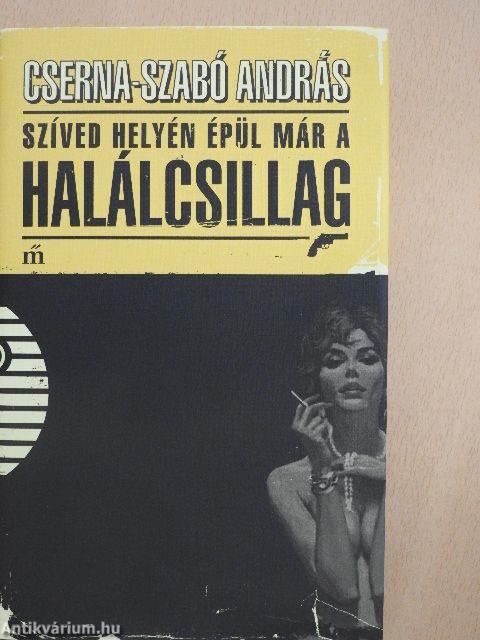 CSERNA-SZABÓ ANDRÁS
SZÍVED HELYÉN ÉPÜL MÁR A
HALÁLCSILLAG
m̋
Antikvárium.hu